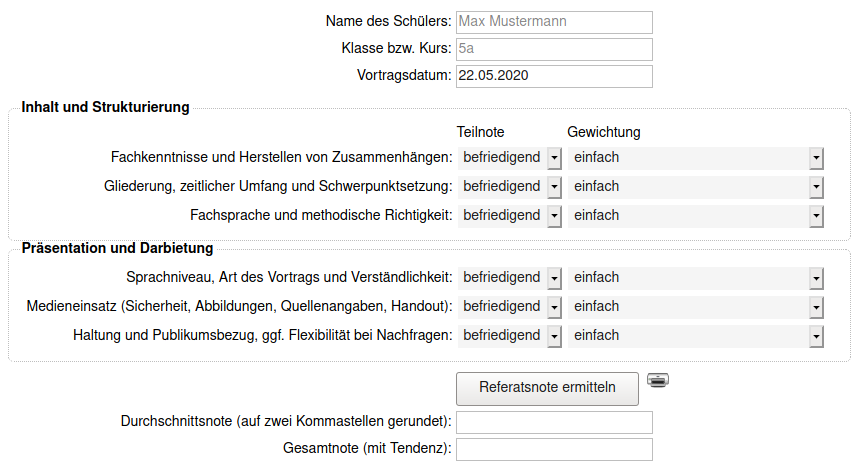 Name des Schülers: Max Mustermann
Klasse bzw. Kurs: 5a
Vortragsdatum: 22.05.2020
Inhalt und Strukturierung
Teilnote Gewichtung
Fachkenntnisse und Herstellen von Zusammenhängen: befriedigend einfach
Gliederung, zeitlicher Umfang und Schwerpunktsetzung: befriedigend einfach
Fachsprache und methodische Richtigkeit: befriedigend einfach
Präsentation und Darbietung
Sprachniveau, Art des Vortrags und Verständlichkeit: befriedigend einfach
Medieneinsatz (Sicherheit, Abbildungen, Quellenangaben, Handout): befriedigend einfach
Haltung und Publikumsbezug, ggf. Flexibilität bei Nachfragen: befriedigend einfach
Referatsnote ermitteln
Durchschnittsnote (auf zwei Kommastellen gerundet):
Gesamtnote (mit Tendenz):